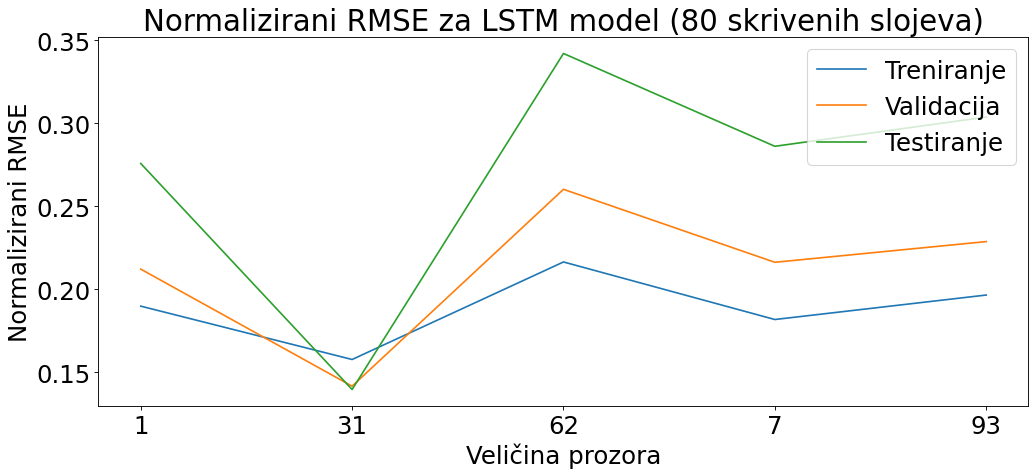 Normalizirani RMSE za LSTM model (80 skrivenih slojeva)
0.35
0.30
0.25
0.20
0.15
Normalizirani RMSE
Treniranje
Validacija
Testiranje
1 31 62 7 93
Veličina prozora